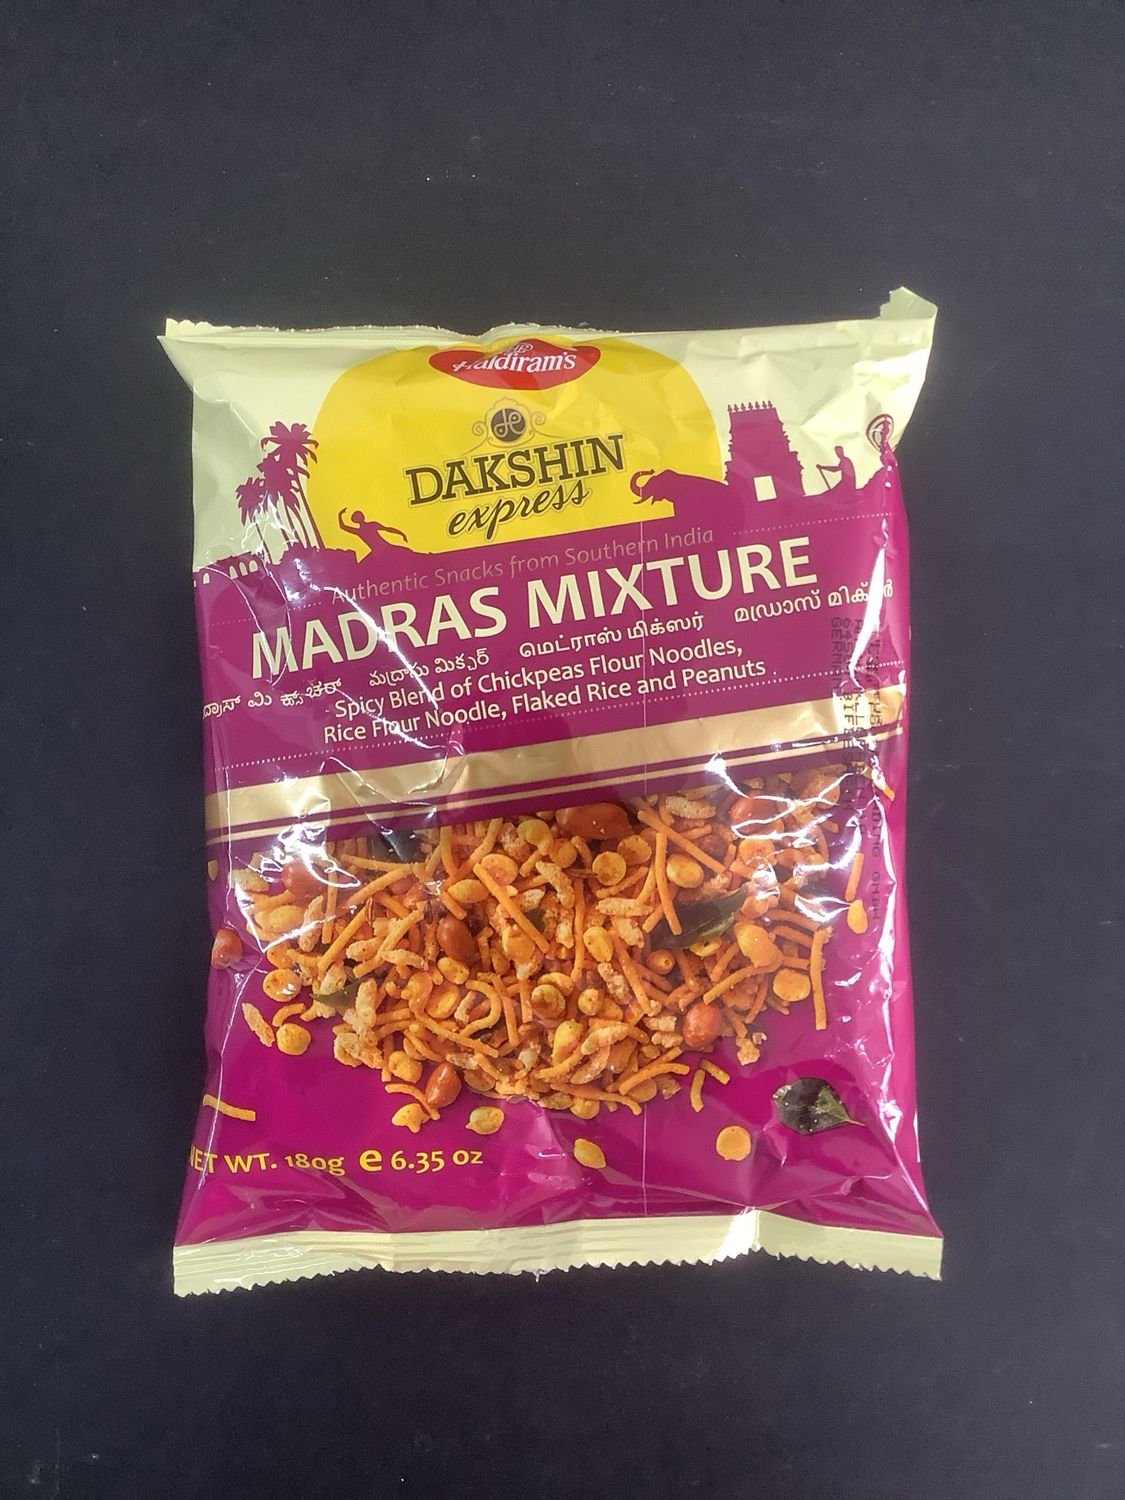 Haldiram's
DAKSHIN
express
Authentic Snacks from Southern India
MADRAS MIXTURE
மெட்ராஸ் மிக்ஸர்
Spicy Blend of Chickpeas Flour Noodles,
Rice Flour Noodle, Flaked Rice and Peanuts
NET WT. 180g e 6.35 oz